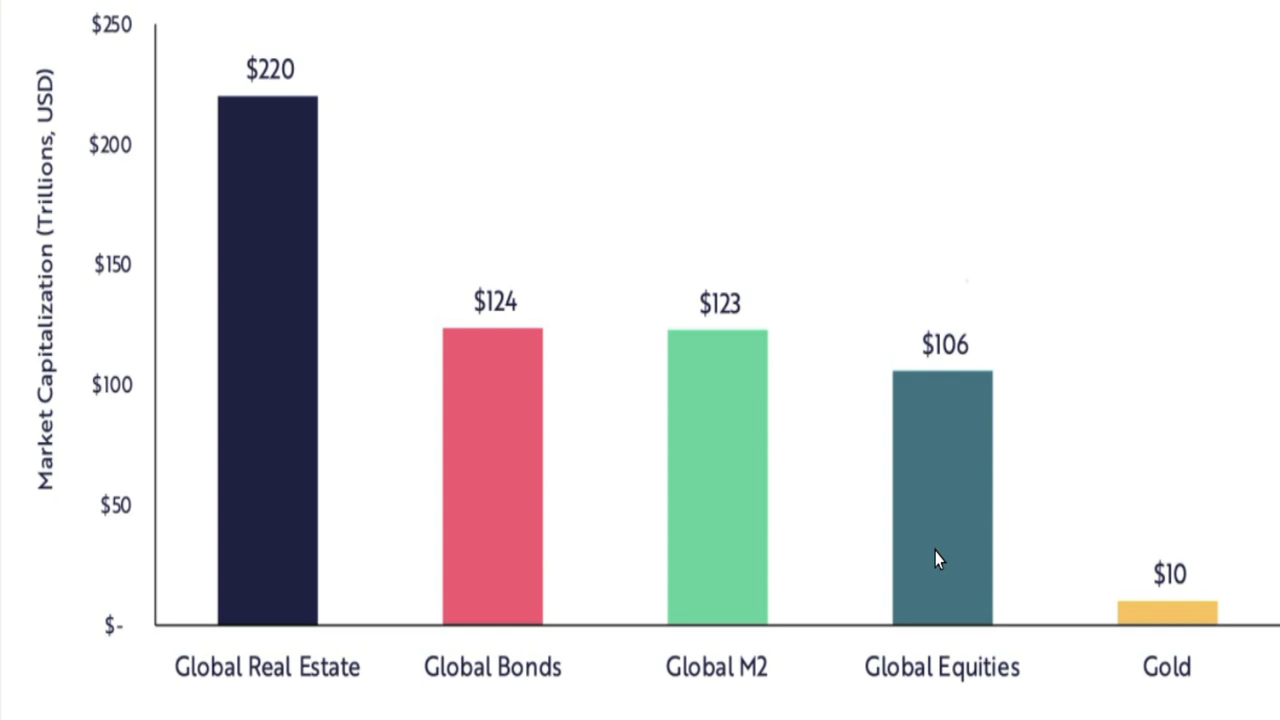 Market Capitalization (Trillions, USD)
$250
$200
$150
$100
$50
$-
$220
$124
$123
$106
$10
Global Real Estate
Global Bonds
Global M2
Global Equities
Gold